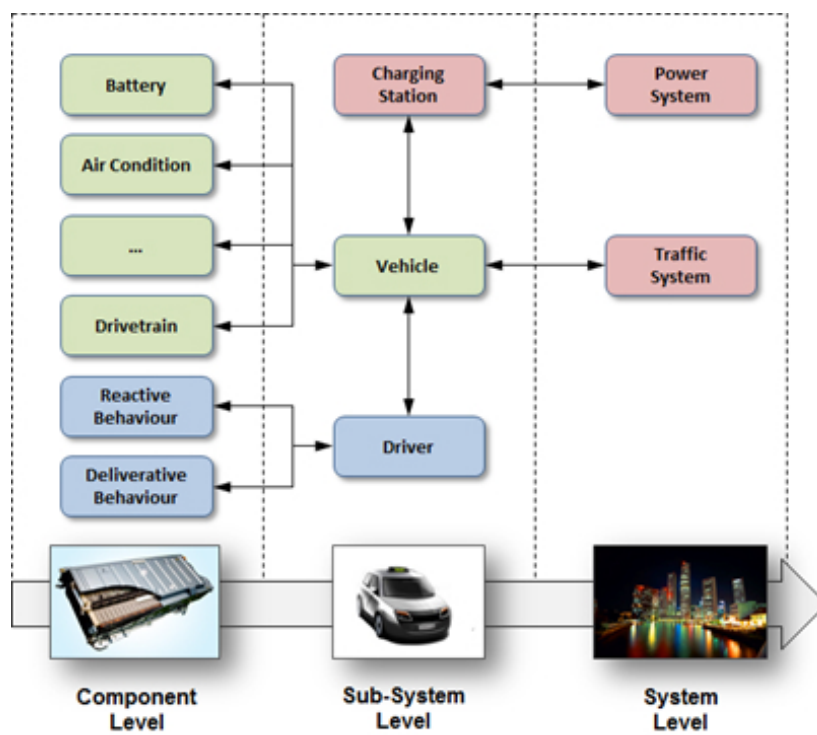 Battery
Air Condition
...
Drivetrain
Reactive
Behaviour
Deliverative
Behaviour
Charging
Station
Vehicle
Driver
Power
System
Traffic
System
Component
Level
Sub-System
Level
System
Level